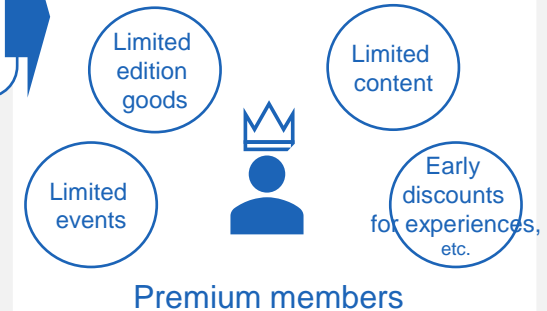 Limited
edition
goods
Limited
content
Limited
events
Early
discounts
for experiences,
etc.
Premium members